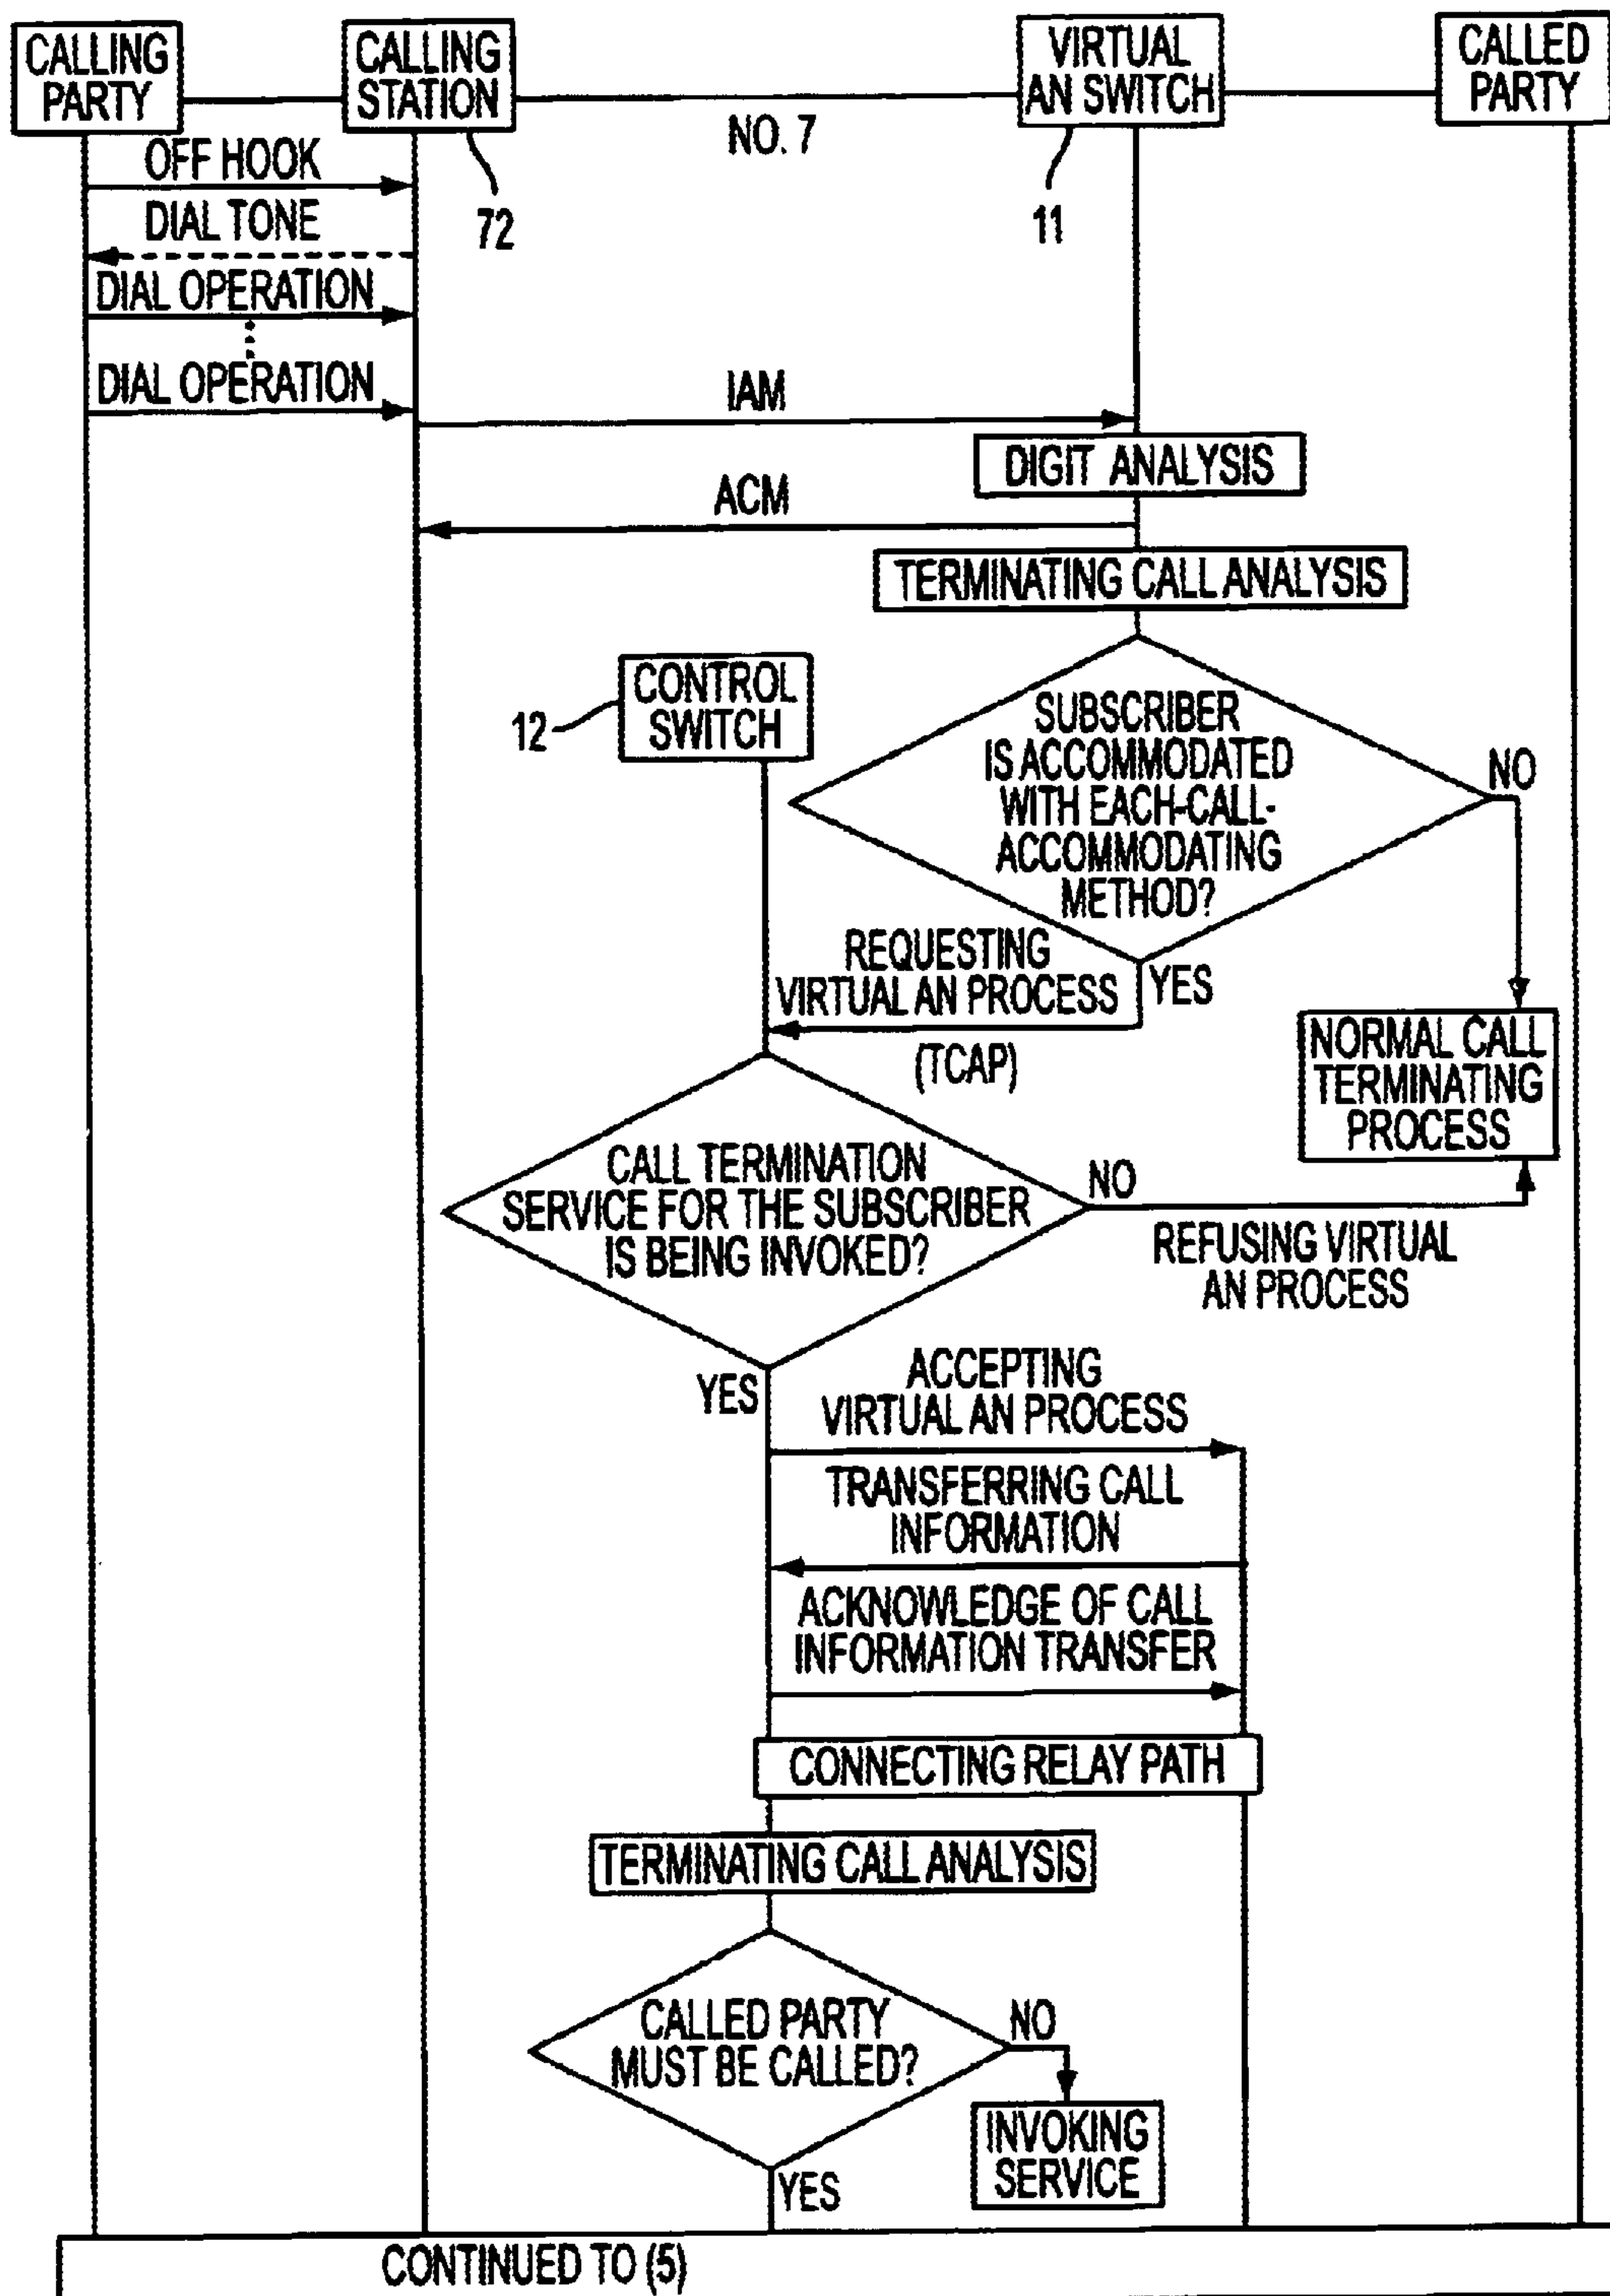 CALLING
PARTY
CALLING
STATION
VIRTUAL
AN SWITCH
CALLED
PARTY
NO. 7
72
11
OFF HOOK
DIAL TONE
DIAL OPERATION
DIAL OPERATION
IAM
DIGIT ANALYSIS
ACM
TERMINATING CALL ANALYSIS
CONTROL
SWITCH
12
SUBSCRIBER
IS ACCOMMODATED
WITH EACH-CALL-
ACCOMMODATING
METHOD?
NO
REQUESTING
VIRTUAL AN PROCESS
YES
(TCAP)
NORMAL CALL
TERMINATING
PROCESS
CALL TERMINATION
SERVICE FOR THE SUBSCRIBER
IS BEING INVOKED?
NO
REFUSING VIRTUAL
AN PROCESS
YES
ACCEPTING
VIRTUAL AN PROCESS
TRANSFERRING CALL
INFORMATION
ACKNOWLEDGE OF CALL
INFORMATION TRANSFER
CONNECTING RELAY PATH
TERMINATING CALL ANALYSIS
CALLED PARTY
MUST BE CALLED?
NO
INVOKING
SERVICE
YES
CONTINUED TO (5)